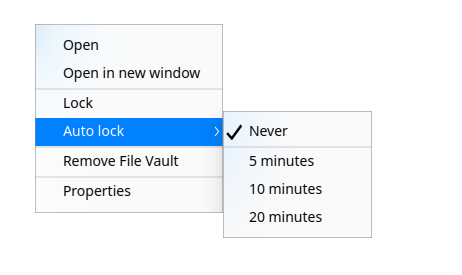 Open
Open in new window
Lock
Auto lock
Remove File Vault
Properties
Never
5 minutes
10 minutes
20 minutes